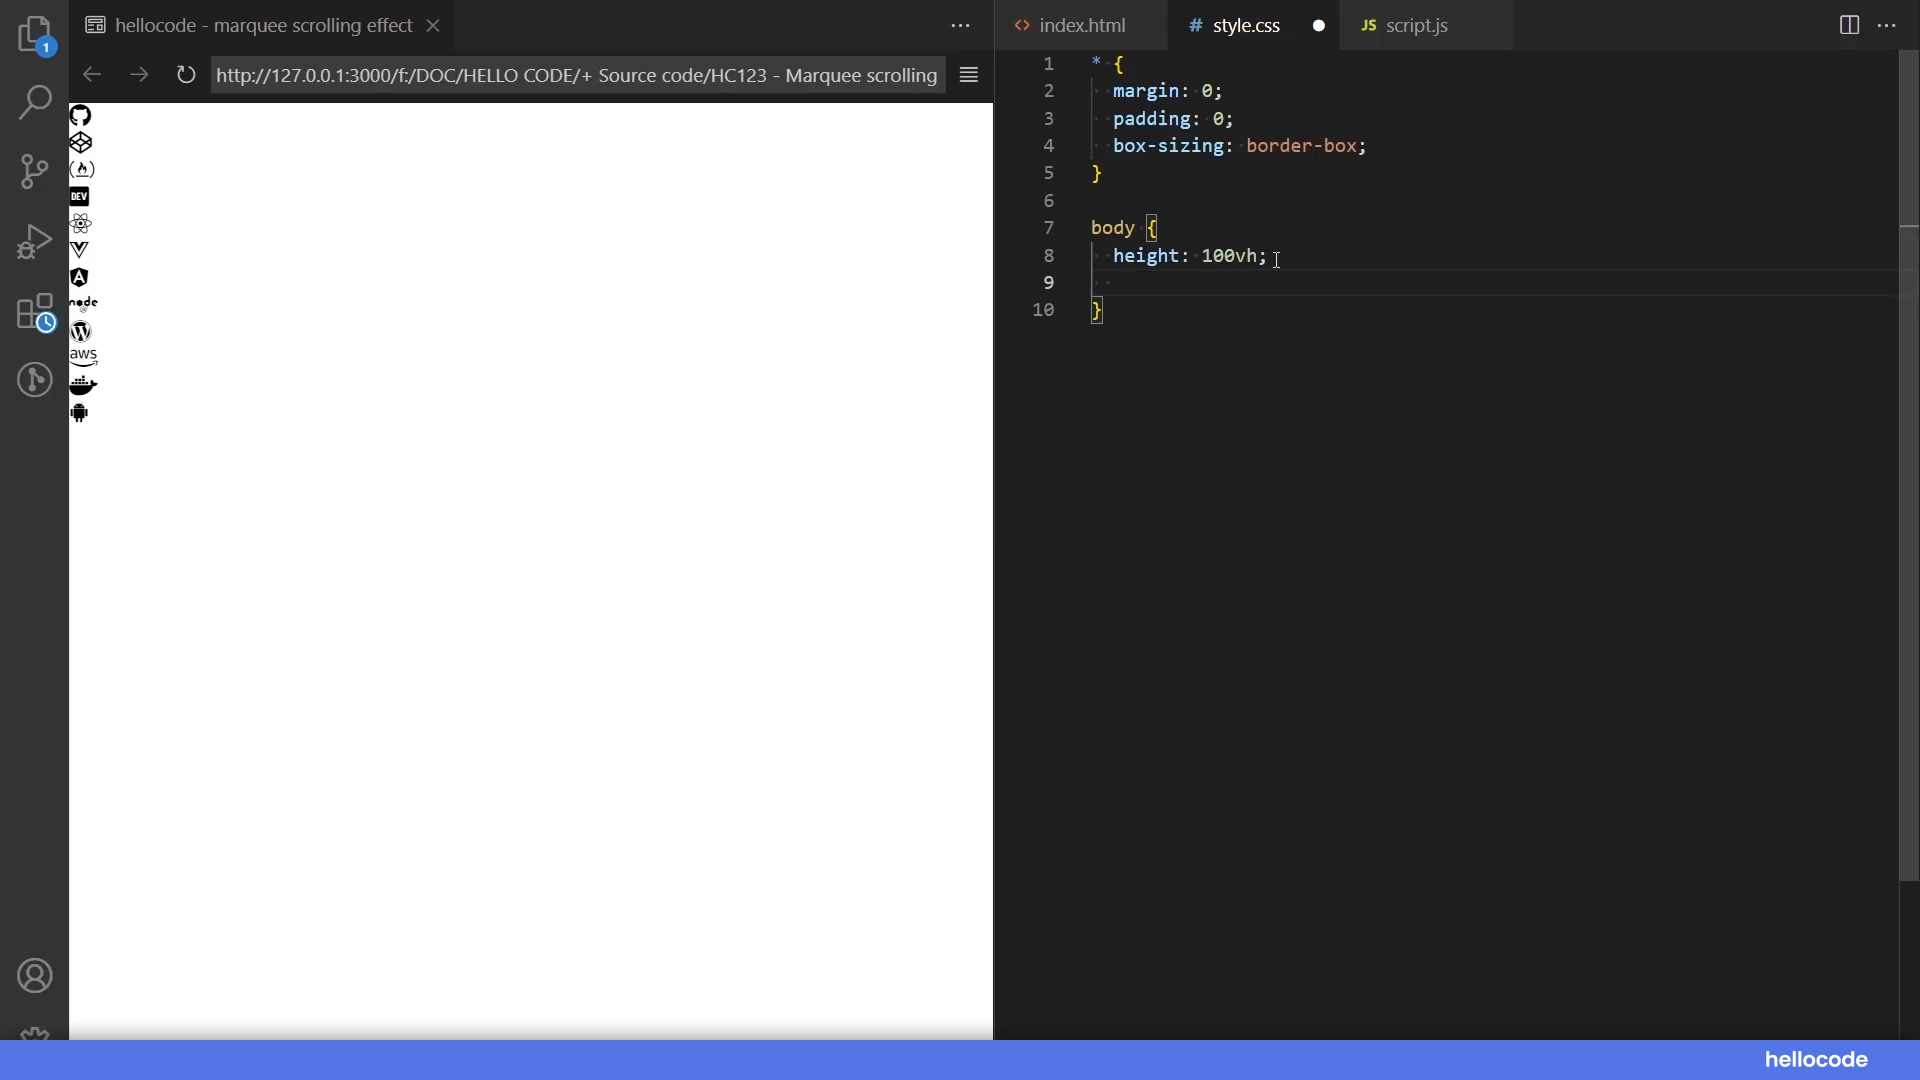 hellocode - marquee scrolling effect
http://127.0.0.1:3000/f:/DOC/HELLO CODE/+ Source code/HC123 - Marquee scrolling
1
DEV
node
aws
index.html
# style.css
JS script.js
1 * {
2 margin: 0;
3 padding: 0;
4 box-sizing: border-box;
5 }
6
7 body {
8 height: 100vh;
9
10 }
hellocode